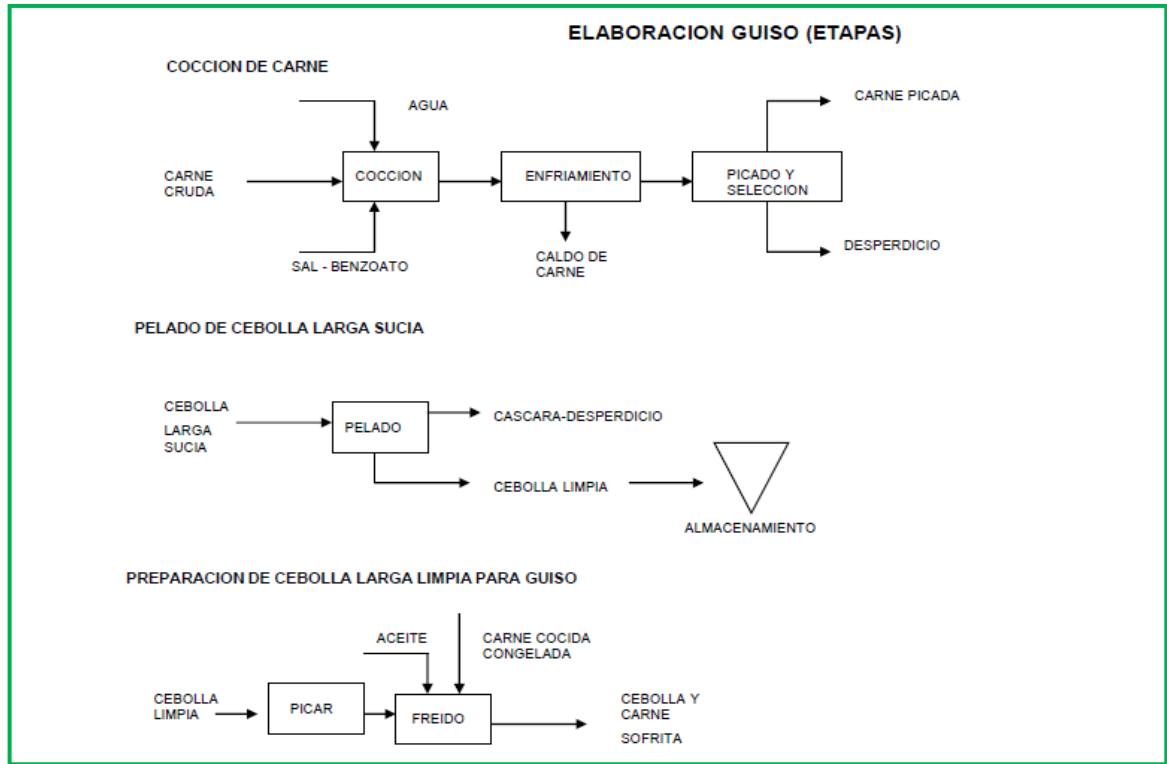 ELABORACION GUISO (ETAPAS)
COCCION DE CARNE
AGUA
CARNE PICADA
CARNE
CRUDA
COCCION
ENFRIAMIENTO
PICADO Y
SELECCION
SAL - BENZOATO
CALDO DE
CARNE
DESPERDICIO
PELADO DE CEBOLLA LARGA SUCIA
CEBOLLA
LARGA
SUCIA
PELADO
CASCARA-DESPERDICIO
CEBOLLA LIMPIA
ALMACENAMIENTO
PREPARACION DE CEBOLLA LARGA LIMPIA PARA GUISO
ACEITE
CARNE COCIDA
CONGELADA
CEBOLLA
LIMPIA
PICAR
FREIDO
CEBOLLA Y
CARNE
SOFRITA